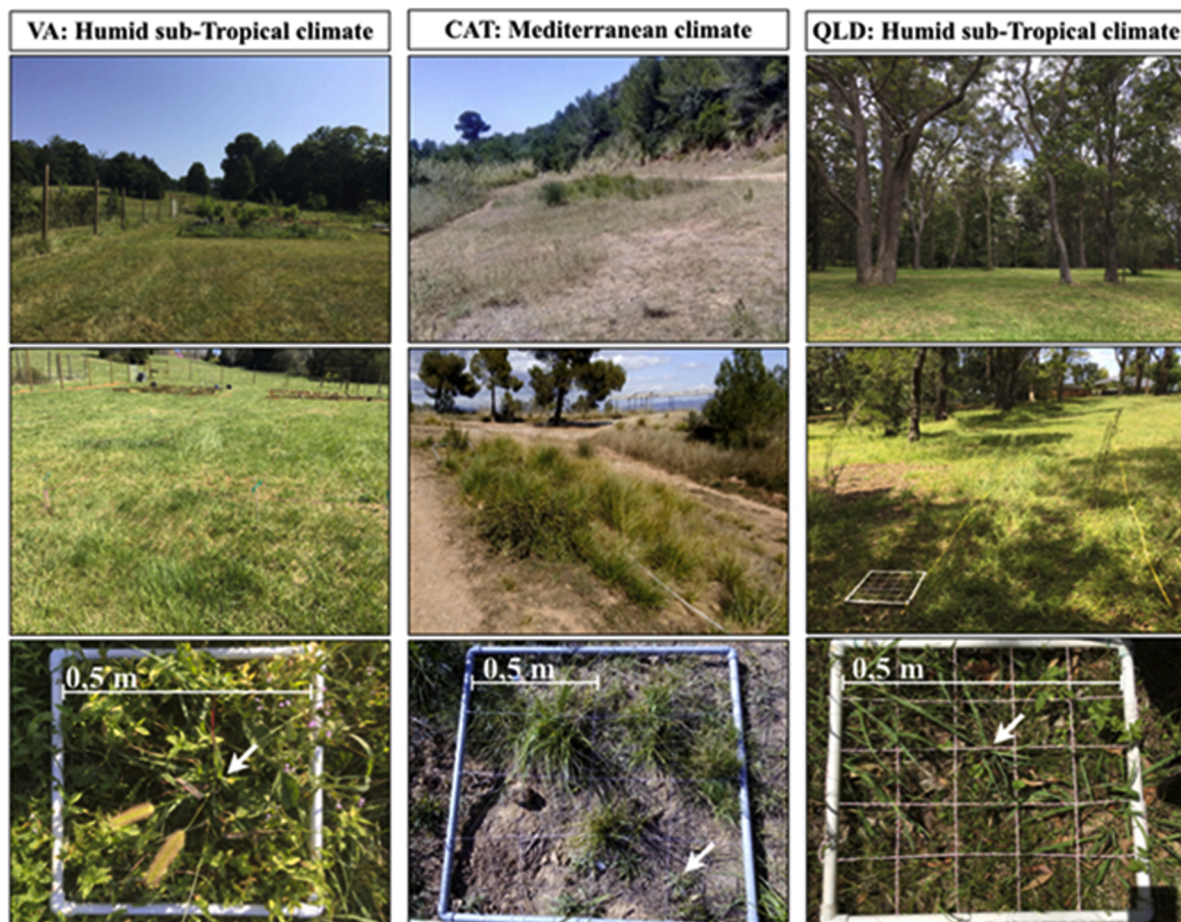 VA: Humid sub-Tropical climate
CAT: Mediterranean climate
QLD: Humid sub-Tropical climate
0,5 m
0,5 m
0,5 m